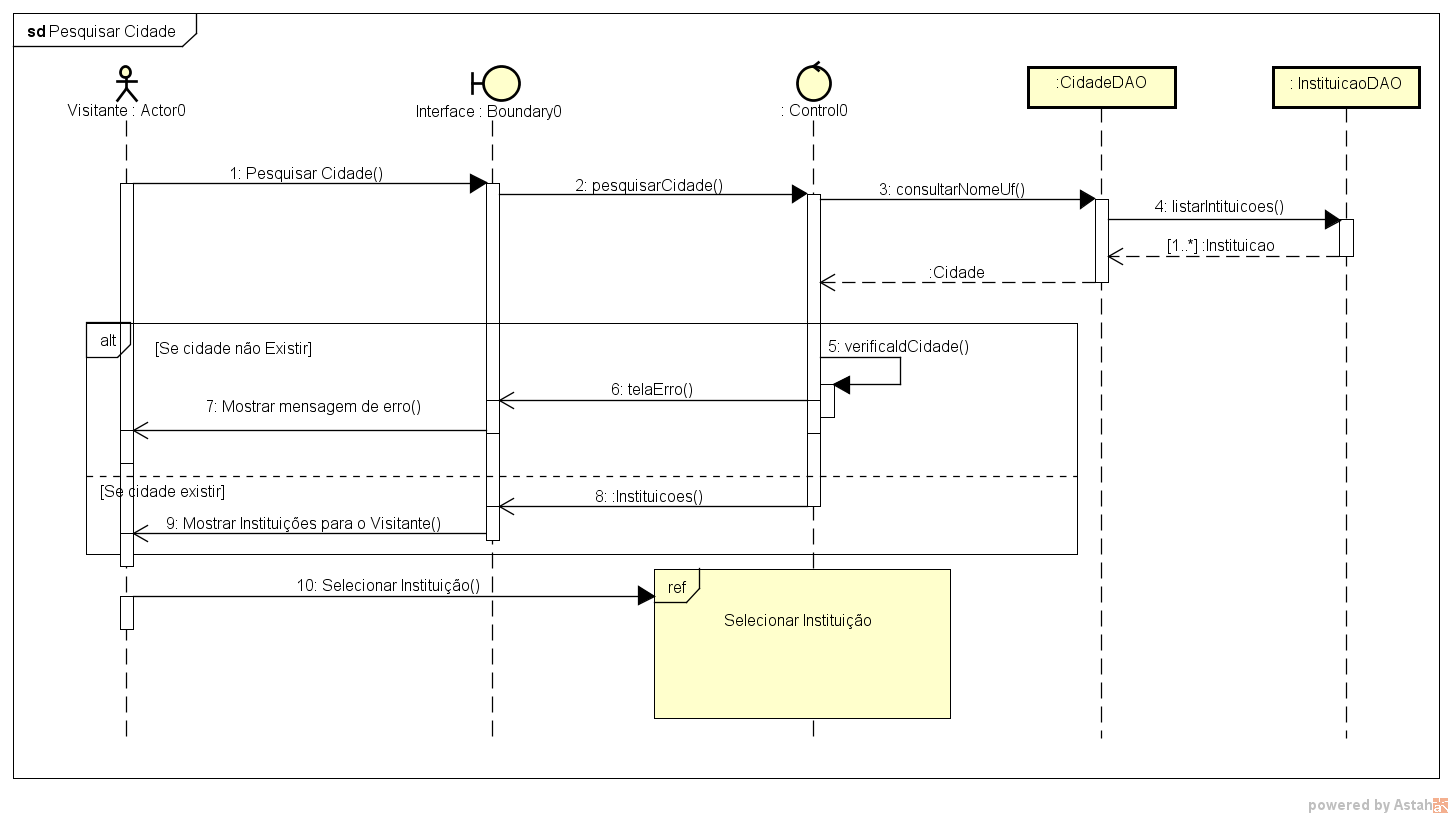 sd Pesquisar Cidade
Visitante : Actor0
Interface : Boundary0
: Control0
:CidadeDAO
: InstituicaoDAO
1: Pesquisar Cidade()
2: pesquisarCidade()
3: consultarNomeUf()
4: listarIntituicoes()
[1..*] :Instituicao
:Cidade
alt
[Se cidade não Existir]
5: verificaIdCidade()
6: telaErro()
7: Mostrar mensagem de erro()
[Se cidade existir]
8: :Instituicoes()
9: Mostrar Instituições para o Visitante()
10: Selecionar Instituição()
ref
Selecionar Instituição
powered by Astah